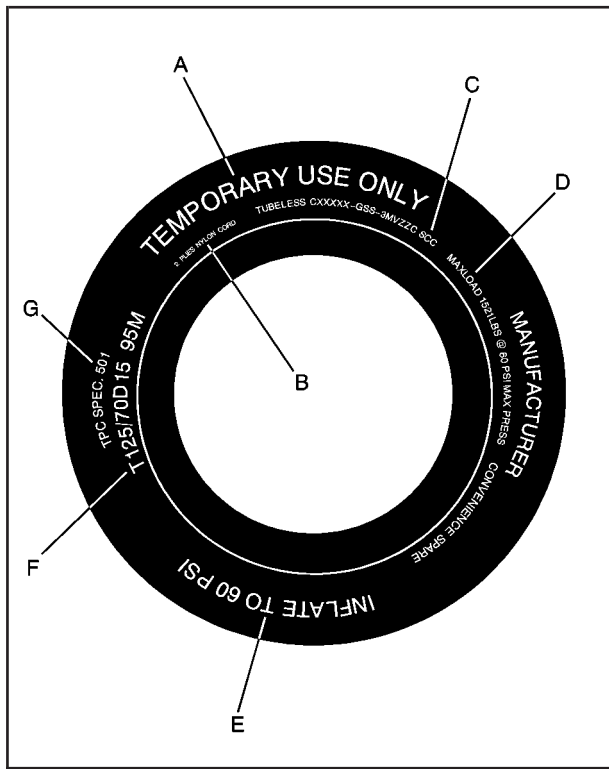 A
C
D
TEMPORARY USE ONLY
TUBELESS CXXXXX-GSS-3MVZZC SCC
2 PLIES NYLON CORD
MAXLOAD 1521LBS @ 60 PSI MAX PRESS
MANUFACTURER
G
TPC SPEC. 501
T125/70D15 95M
B
CONVENIENCE SPARE
F
INFLATE TO 60 PSI
E